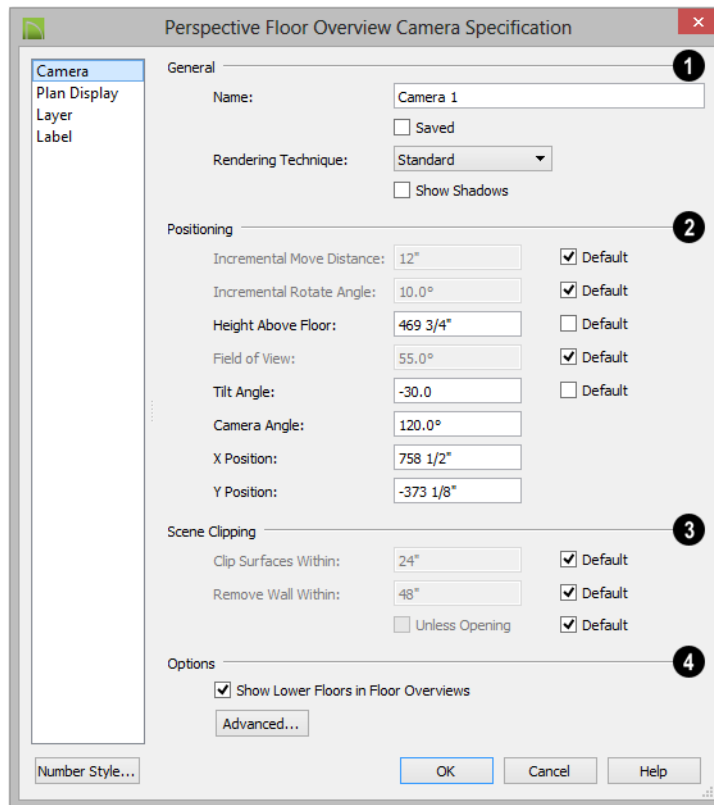 Perspective Floor Overview Camera Specification
Camera
Plan Display
Layer
Label
General 1
Name: Camera 1
Saved
Rendering Technique: Standard
Show Shadows
Positioning 2
Incremental Move Distance: 12" Default
Incremental Rotate Angle: 10.0° Default
Height Above Floor: 469 3/4" Default
Field of View: 55.0° Default
Tilt Angle: -30.0 Default
Camera Angle: 120.0°
X Position: 758 1/2"
Y Position: -373 1/8"
Scene Clipping 3
Clip Surfaces Within: 24" Default
Remove Wall Within: 48" Default
Unless Opening Default
Options 4
Show Lower Floors in Floor Overviews
Advanced...
Number Style... OK Cancel Help